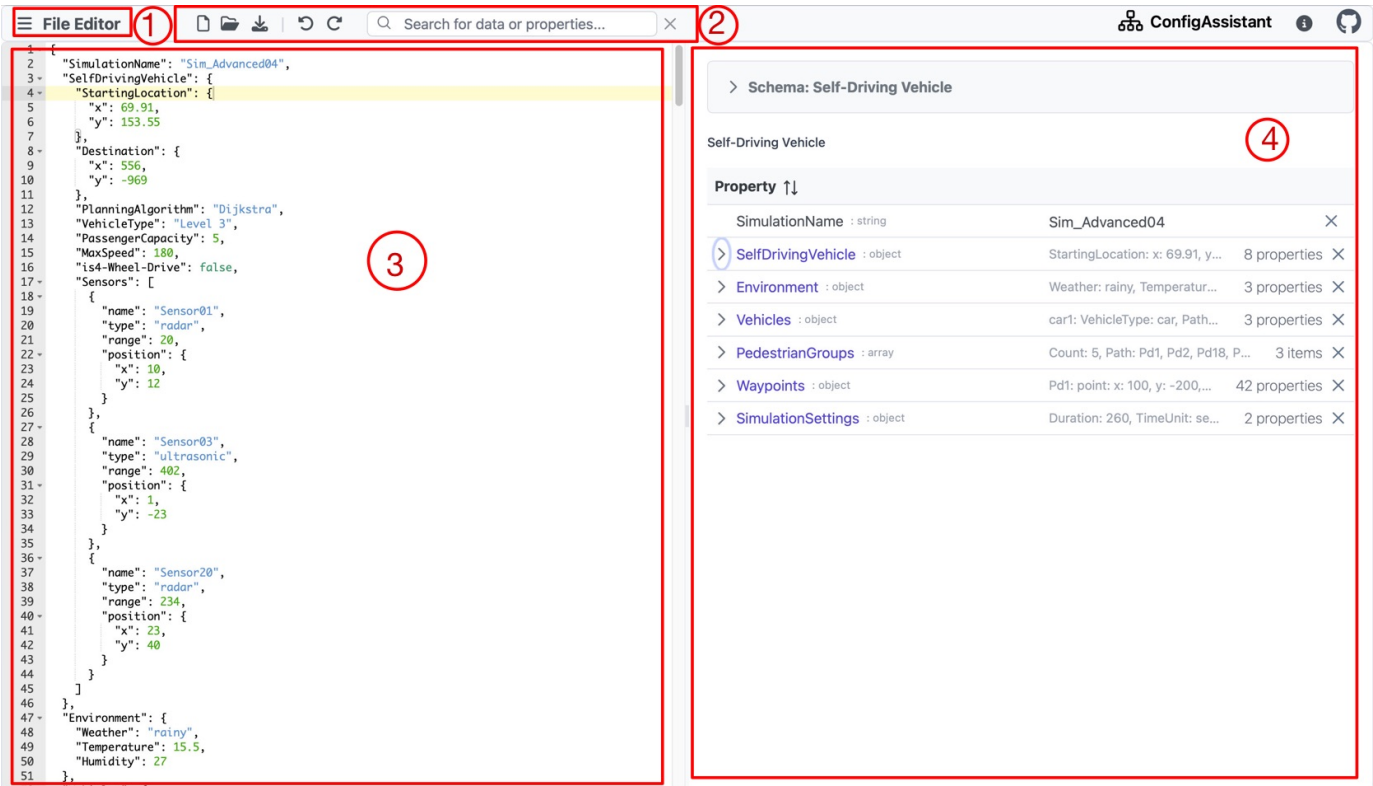 File Editor
1
Search for data or properties...
2
ConfigAssistant
1 {
2 "SimulationName": "Sim_Advanced04",
3 "SelfDrivingVehicle": {
4 "StartingLocation": {
5 "x": 69.91,
6 "y": 153.55
7 },
8 "Destination": {
9 "x": 556,
10 "y": -969
11 },
12 "PlanningAlgorithm": "Dijkstra",
13 "VehicleType": "Level 3",
14 "PassengerCapacity": 5,
15 "MaxSpeed": 180,
16 "is4-Wheel-Drive": false,
17 "Sensors": [
18 {
19 "name": "Sensor01",
20 "type": "radar",
21 "range": 20,
22 "position": {
23 "x": 10,
24 "y": 12
25 }
26 },
27 {
28 "name": "Sensor03",
29 "type": "ultrasonic",
30 "range": 402,
31 "position": {
32 "x": 1,
33 "y": -23
34 }
35 },
36 {
37 "name": "Sensor20",
38 "type": "radar",
39 "range": 234,
40 "position": {
41 "x": 23,
42 "y": 40
43 }
44 }
45 ]
46 },
47 "Environment": {
48 "Weather": "rainy",
49 "Temperature": 15.5,
50 "Humidity": 27
51 },
3
Schema: Self-Driving Vehicle
4
Self-Driving Vehicle
Property
SimulationName : string Sim_Advanced04
SelfDrivingVehicle : object StartingLocation: x: 69.91, y... 8 properties
Environment : object Weather: rainy, Temperatur... 3 properties
Vehicles : object car1: VehicleType: car, Path... 3 properties
PedestrianGroups : array Count: 5, Path: Pd1, Pd2, Pd18, P... 3 items
Waypoints : object Pd1: point: x: 100, y: -200,... 42 properties
SimulationSettings : object Duration: 260, TimeUnit: se... 2 properties